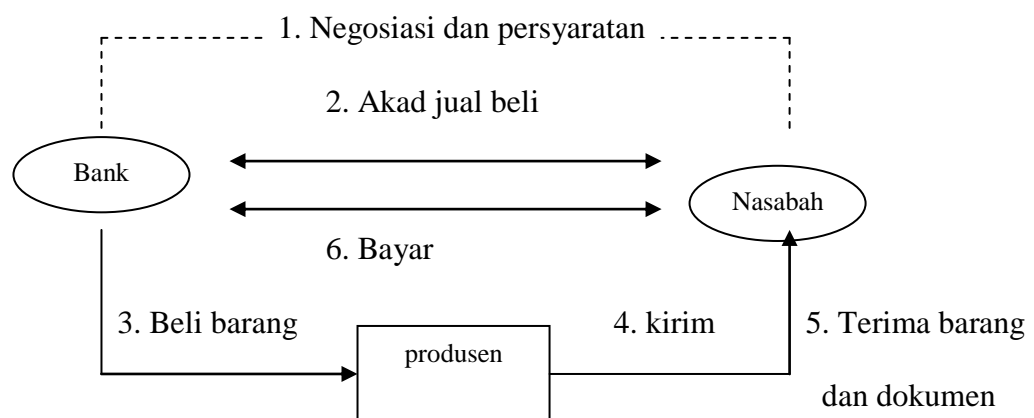 1. Negosiasi dan persyaratan
2. Akad jual beli
Bank
Nasabah
6. Bayar
3. Beli barang
4. kirim
5. Terima barang
dan dokumen
produsen